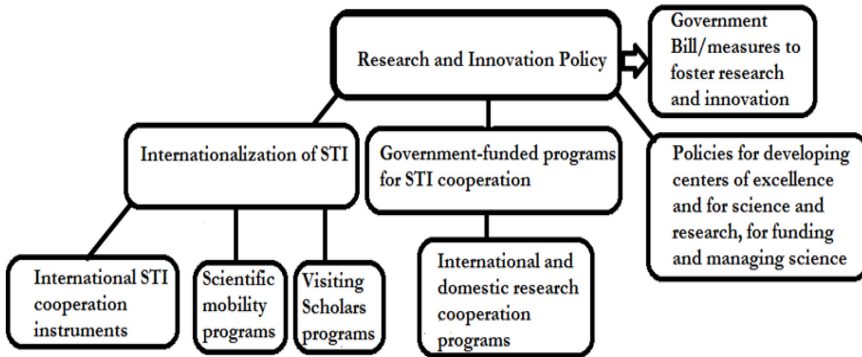 Research and Innovation Policy
Government
Bill/measures to
foster research
and innovation
Internationalization of STI
Government-funded programs
for STI cooperation
Policies for developing
centers of excellence
and for science and
research, for funding
and managing science
International STI
cooperation
instruments
Scientific
mobility
programs
Visiting
Scholars
programs
International and
domestic research
cooperation
programs